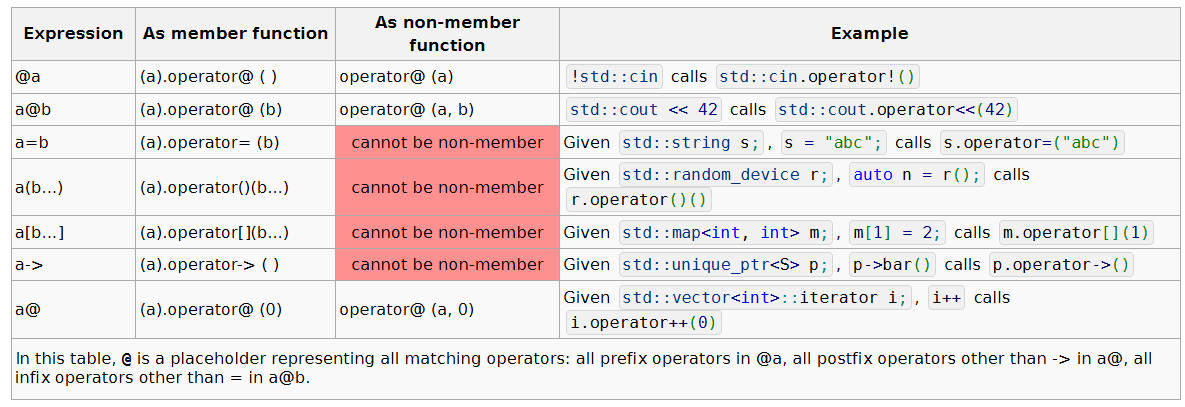 Expression As member function As non-member
function Example
@a (a).operator@ ( ) operator@ (a) !std::cin calls std::cin.operator!()
a@b (a).operator@ (b) operator@ (a, b) std::cout << 42 calls std::cout.operator<<(42)
a=b (a).operator= (b) cannot be non-member Given std::string s;, s = "abc"; calls s.operator=("abc")
a(b...) (a).operator()(b...) cannot be non-member Given std::random_device r;, auto n = r(); calls
r.operator()()
a[b...] (a).operator[](b...) cannot be non-member Given std::map<int, int> m;, m[1] = 2; calls m.operator[](1)
a-> (a).operator-> ( ) cannot be non-member Given std::unique_ptr<S> p;, p->bar() calls p.operator->()
a@ (a).operator@ (0) operator@ (a, 0) Given std::vector<int>::iterator i;, i++ calls
i.operator++(0)
In this table, @ is a placeholder representing all matching operators: all prefix operators in @a, all postfix operators other than -> in a@, all
infix operators other than = in a@b.